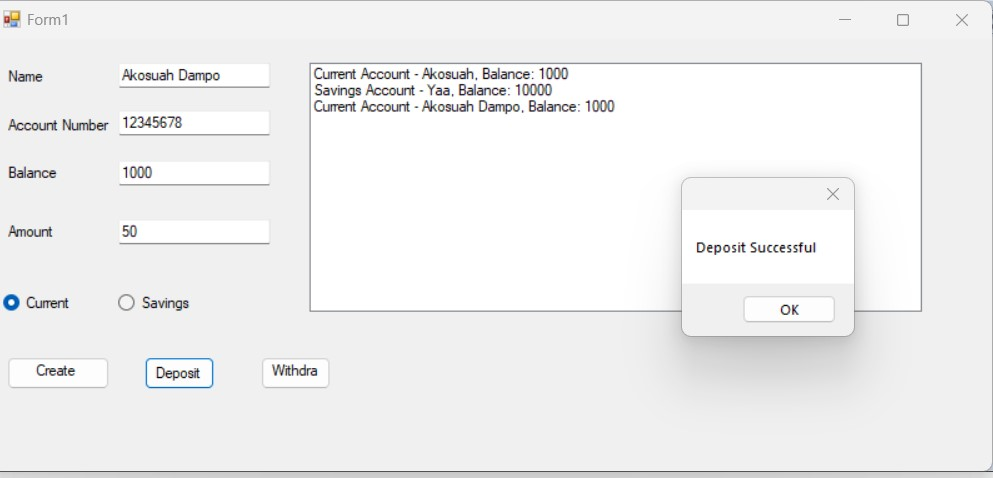 Form1
Name
Akosuah Dampo
Account Number
12345678
Balance
1000
Amount
50
Current
Savings
Create
Deposit
Withdra
Current Account - Akosuah, Balance: 1000
Savings Account - Yaa, Balance: 10000
Current Account - Akosuah Dampo, Balance: 1000
Deposit Successful
OK